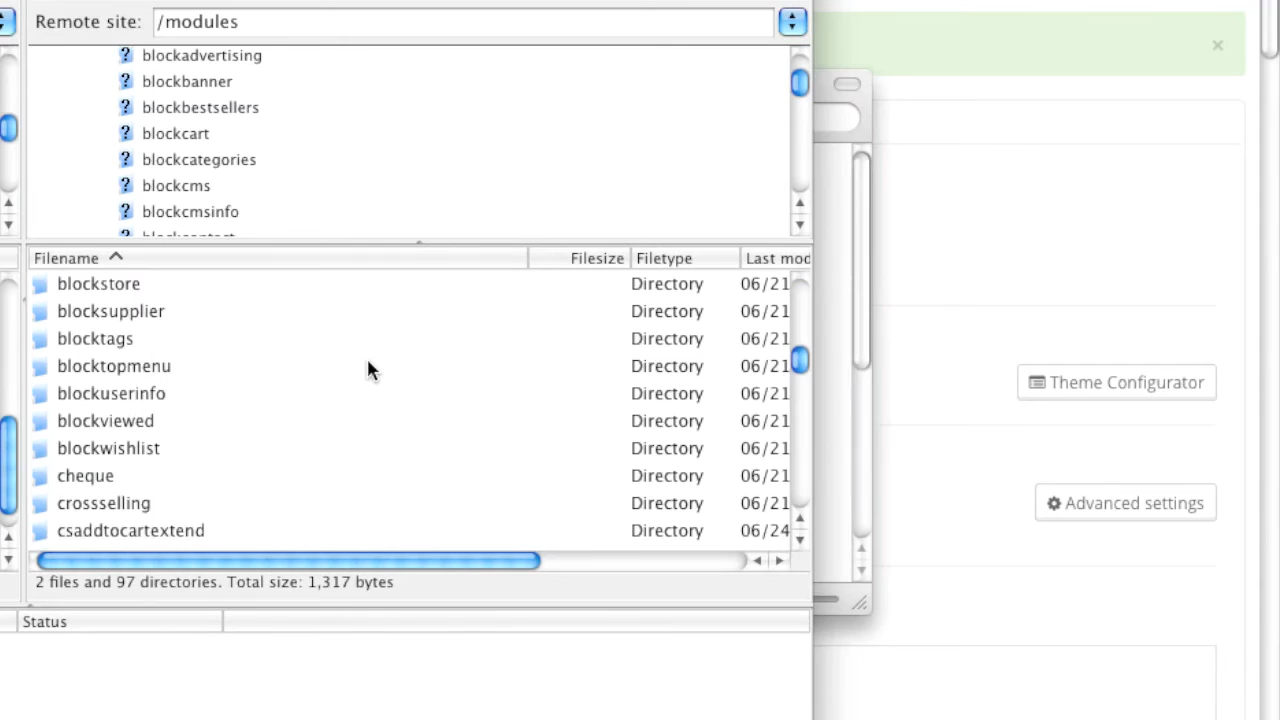 Remote site: /modules
? blockadvertising
? blockbanner
? blockbestsellers
? blockcart
? blockcategories
? blockcms
? blockcmsinfo
Filename Filesize Filetype Last mod
blockstore Directory 06/21
blocksupplier Directory 06/21
blocktags Directory 06/21
blocktopmenu Directory 06/21
blockuserinfo Directory 06/21
blockviewed Directory 06/21
blockwishlist Directory 06/21
cheque Directory 06/21
crossselling Directory 06/21
csaddtocartextend Directory 06/24
2 files and 97 directories. Total size: 1,317 bytes
Status
×
Theme Configurator
Advanced settings